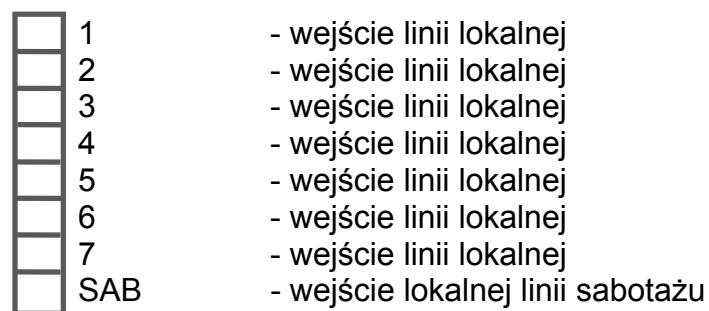 1 - wejście linii lokalnej
2 - wejście linii lokalnej
3 - wejście linii lokalnej
4 - wejście linii lokalnej
5 - wejście linii lokalnej
6 - wejście linii lokalnej
7 - wejście linii lokalnej
SAB - wejście lokalnej linii sabotażu